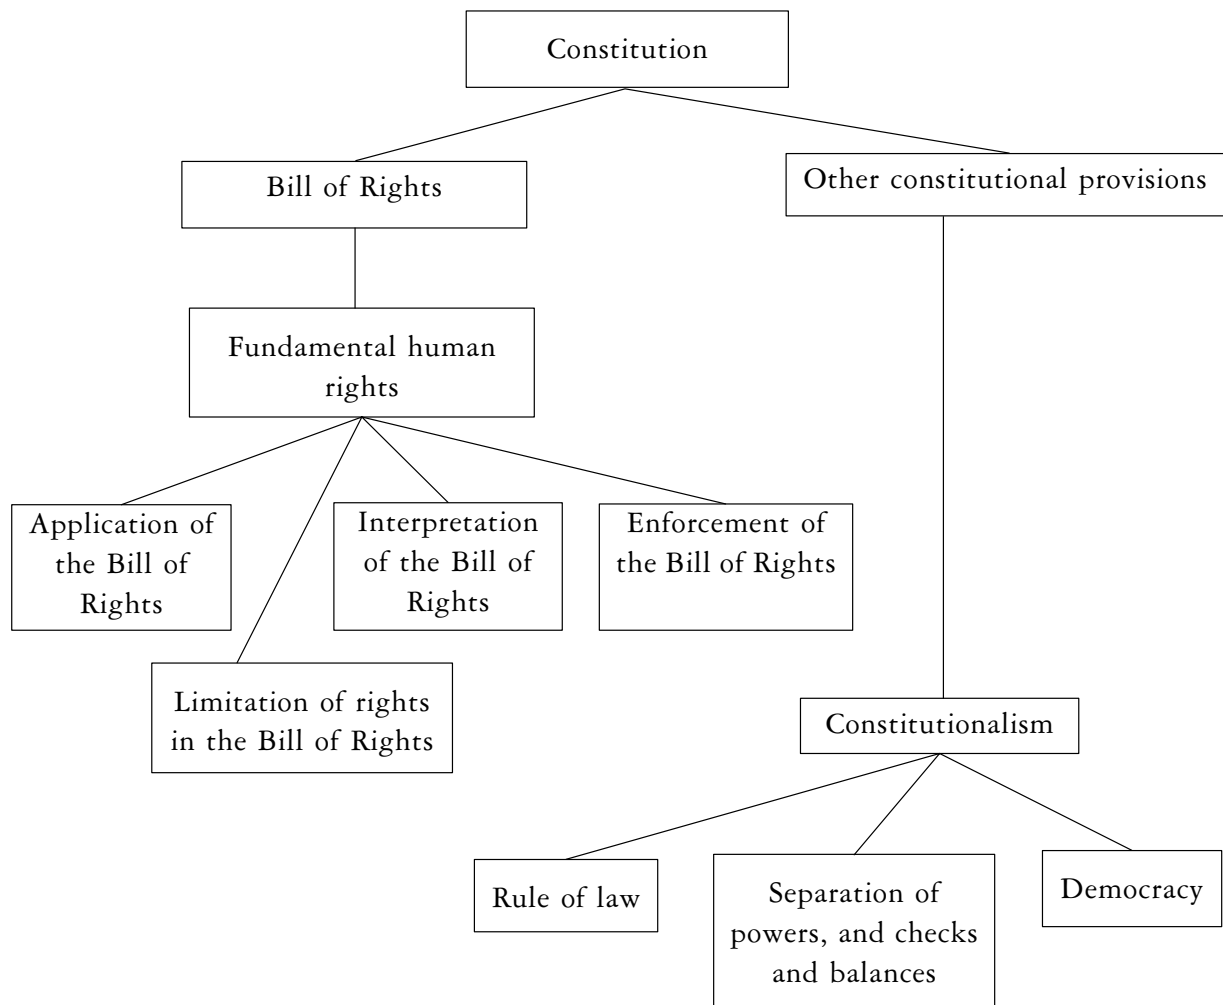 Constitution
Bill of Rights
Other constitutional provisions
Fundamental human
rights
Application of
the Bill of
Rights
Interpretation
of the Bill of
Rights
Enforcement of
the Bill of Rights
Limitation of rights
in the Bill of Rights
Constitutionalism
Rule of law
Separation of
powers, and checks
and balances
Democracy